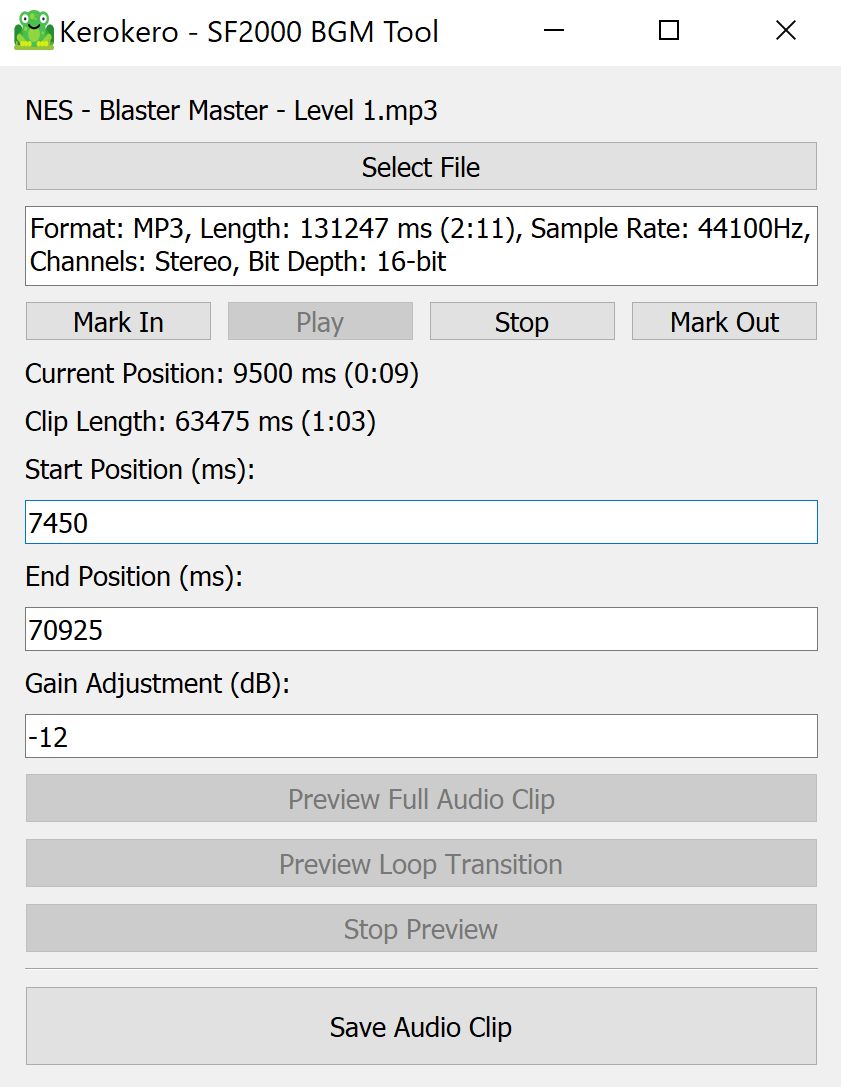 Kerokero - SF2000 BGM Tool
NES - Blaster Master - Level 1.mp3
Select File
Format: MP3, Length: 131247 ms (2:11), Sample Rate: 44100Hz,
Channels: Stereo, Bit Depth: 16-bit
Mark In Play Stop Mark Out
Current Position: 9500 ms (0:09)
Clip Length: 63475 ms (1:03)
Start Position (ms):
7450
End Position (ms):
70925
Gain Adjustment (dB):
-12
Preview Full Audio Clip
Preview Loop Transition
Stop Preview
Save Audio Clip